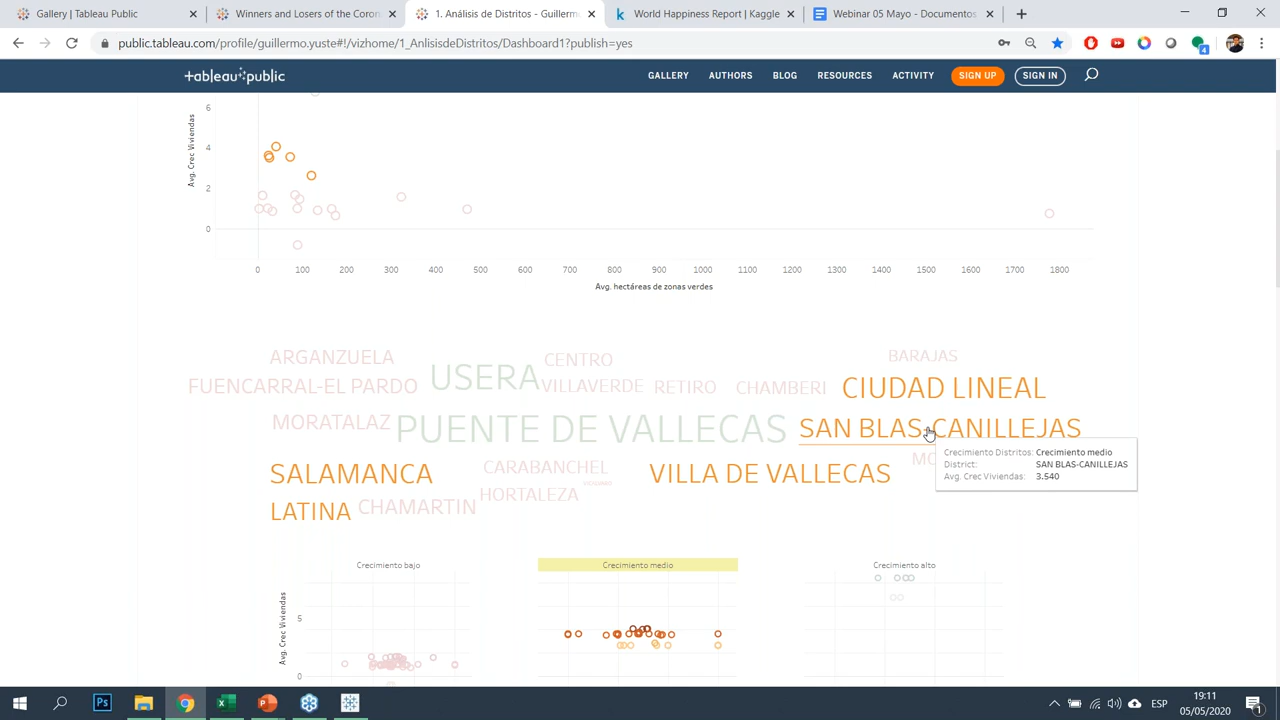 Gallery | Tableau Public
Winners and Losers of the Coron
1. Análisis de Distritos - Guillerm
World Happiness Report | Kaggle
Webinar 05 Mayo - Documentos
public.tableau.com/profile/guillermo.yuste#!/vizhome/1_AnlisisdeDistritos/Dashboard1?publish=yes
4
+ableau+public
GALLERY
AUTHORS
BLOG
RESOURCES
ACTIVITY
SIGN UP
SIGN IN
6
4
2
0
Avg. Crec Viviendas
0 100 200 300 400 500 600 700 800 900 1000 1100 1200 1300 1400 1500 1600 1700 1800
Avg. hectáreas de zonas verdes
ARGANZUELA
CENTRO
BARAJAS
FUENCARRAL-EL PARDO
USERA
VILLAVERDE
RETIRO
CHAMBERI
CIUDAD LINEAL
MORATALAZ
PUENTE DE VALLECAS
SAN BLAS-CANILLEJAS
SALAMANCA
CARABANCHEL
VILLA DE VALLECAS
MO
HORTALEZA
LATINA
CHAMARTIN
Crecimiento Distritos: Crecimiento medio
District: SAN BLAS-CANILLEJAS
Avg. Crec Viviendas: 3.540
Crecimiento bajo
Crecimiento medio
Crecimiento alto
Avg. Crec Viviendas
5
0
Ps
ESP
19:11
05/05/2020
1